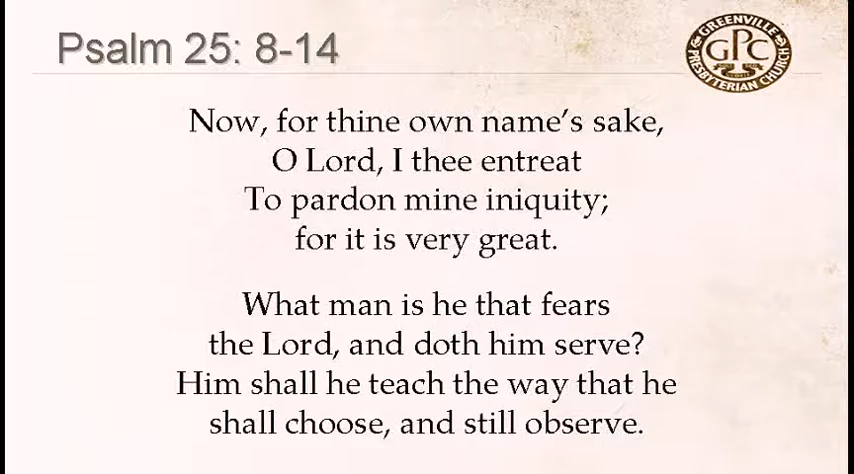 Psalm 25: 8-14
GREENVILLE
GPC
PRESBYTERIAN CHURCH
Now, for thine own name's sake,
O Lord, I thee entreat
To pardon mine iniquity;
for it is very great.
What man is he that fears
the Lord, and doth him serve?
Him shall he teach the way that he
shall choose, and still observe.